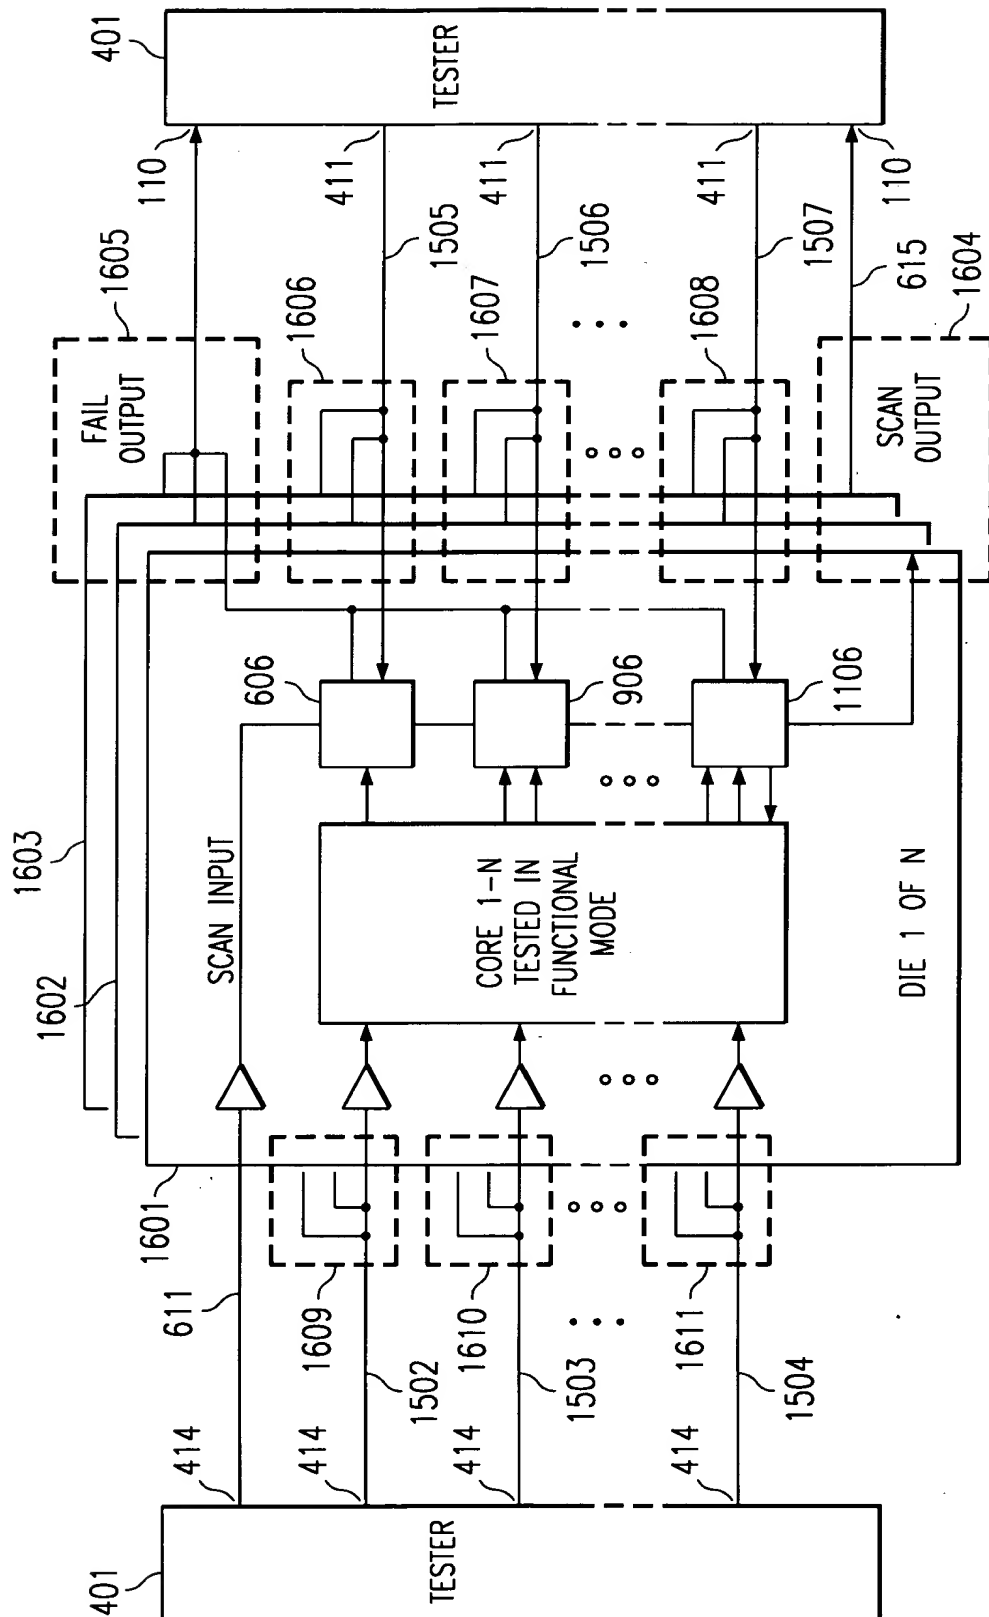 401
TESTER
110
411
411
411
110
1505
1506
1507
615
1605
FAIL
OUTPUT
1606
1607
1608
SCAN
OUTPUT
1604
606
906
1106
1603
1602
SCAN INPUT
CORE 1-N
TESTED IN
FUNCTIONAL
MODE
DIE 1 OF N
1601
611
1609
1610
1611
1502
1503
1504
414
414
414
414
401
TESTER